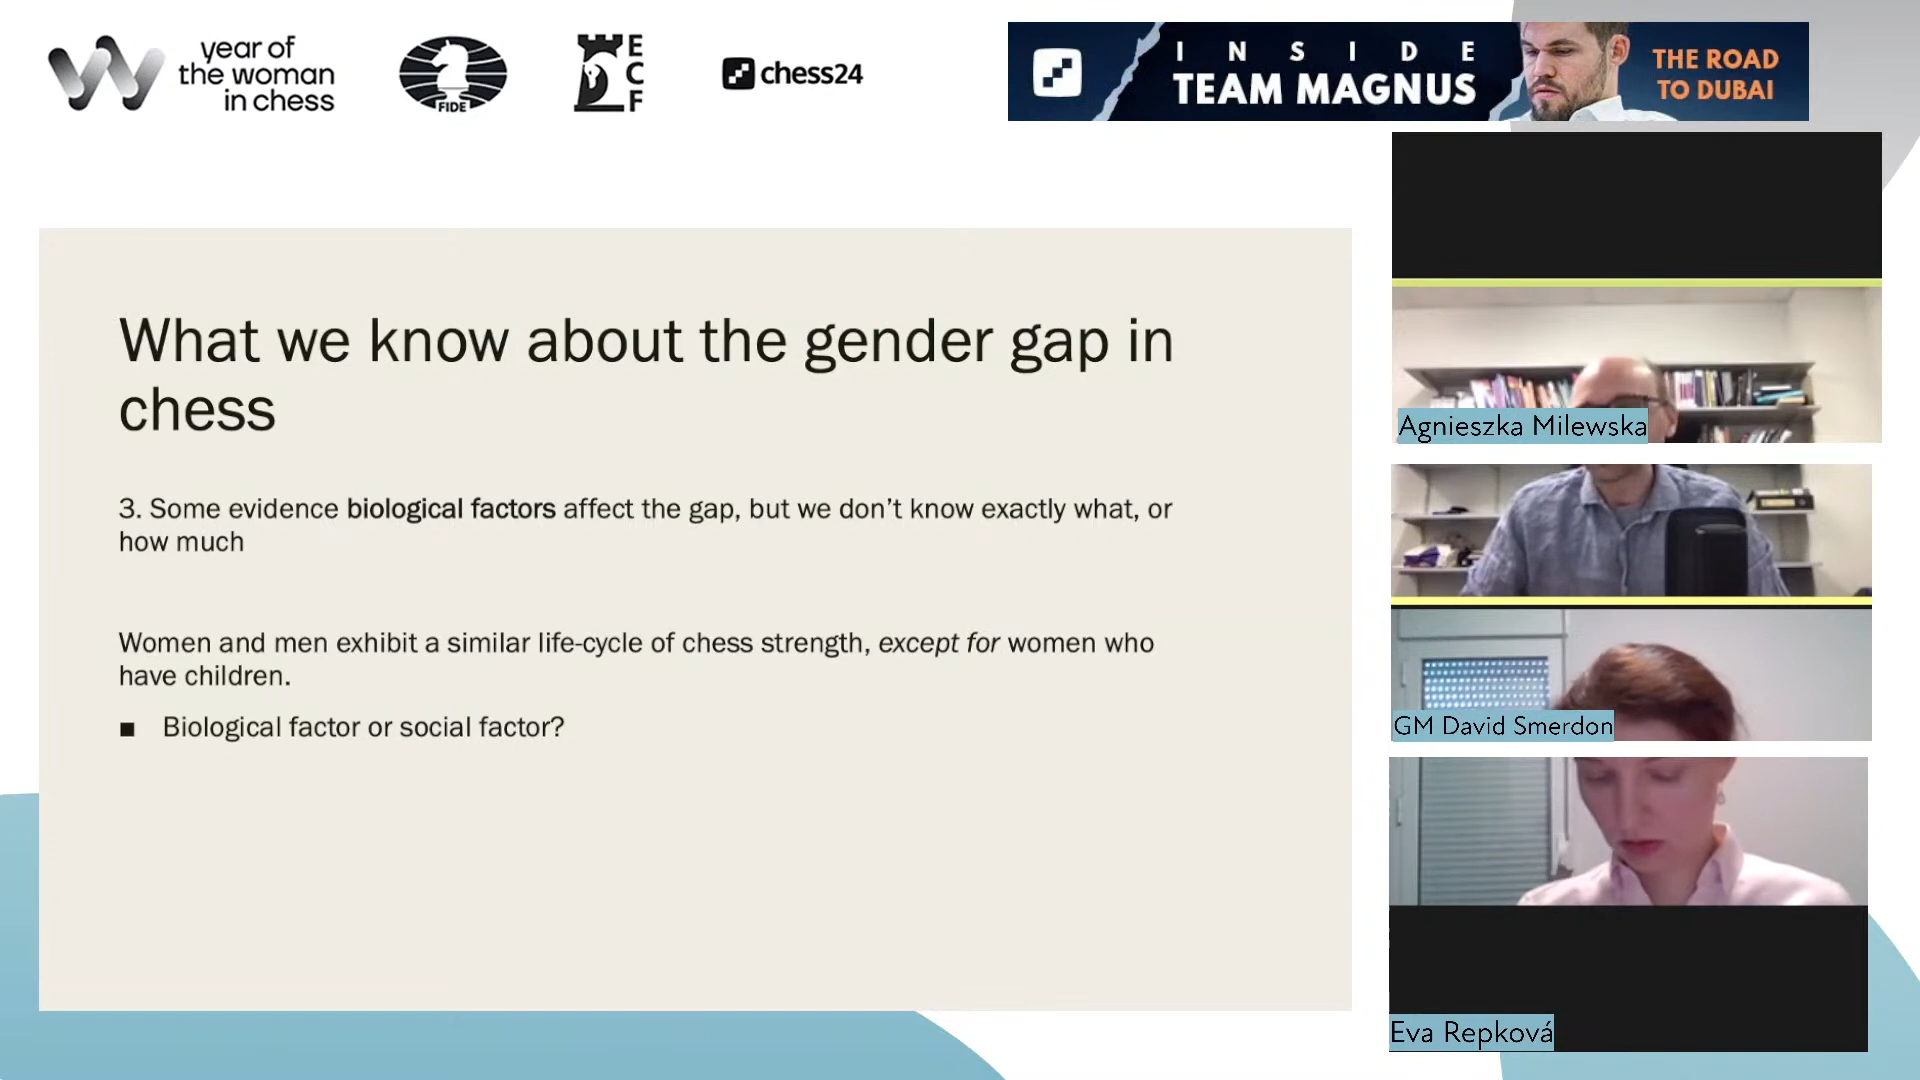 year of
the woman
in chess
FIDE
E
C
F
chess24
INSIDE
TEAM MAGNUS
THE ROAD
TO DUBAI
What we know about the gender gap in
chess
3. Some evidence biological factors affect the gap, but we don’t know exactly what, or
how much
Women and men exhibit a similar life-cycle of chess strength, except for women who
have children.
■ Biological factor or social factor?
Agnieszka Milewska
GM David Smerdon
Eva Repková